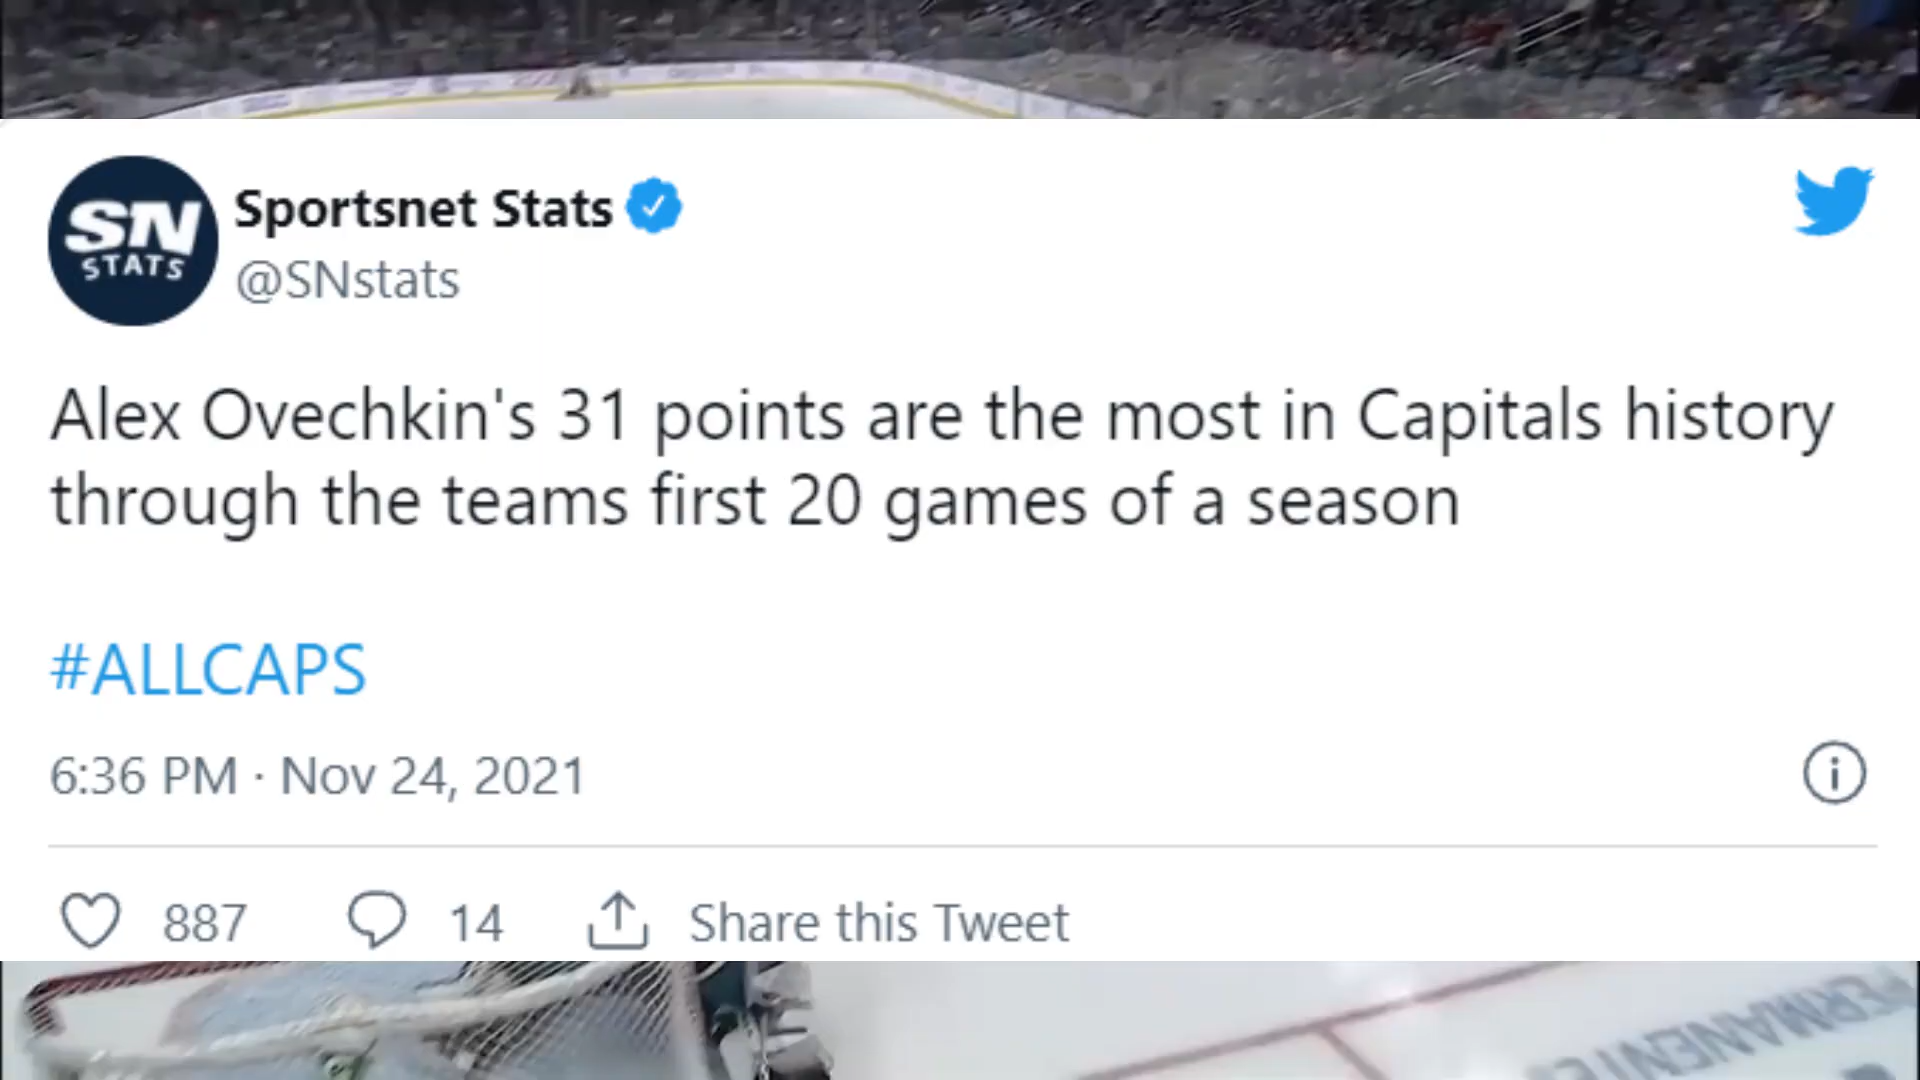 SN
STATS
Sportsnet Stats
@SNstats
Alex Ovechkin's 31 points are the most in Capitals history
through the teams first 20 games of a season
#ALLCAPS
6:36 PM · Nov 24, 2021
887 14 Share this Tweet